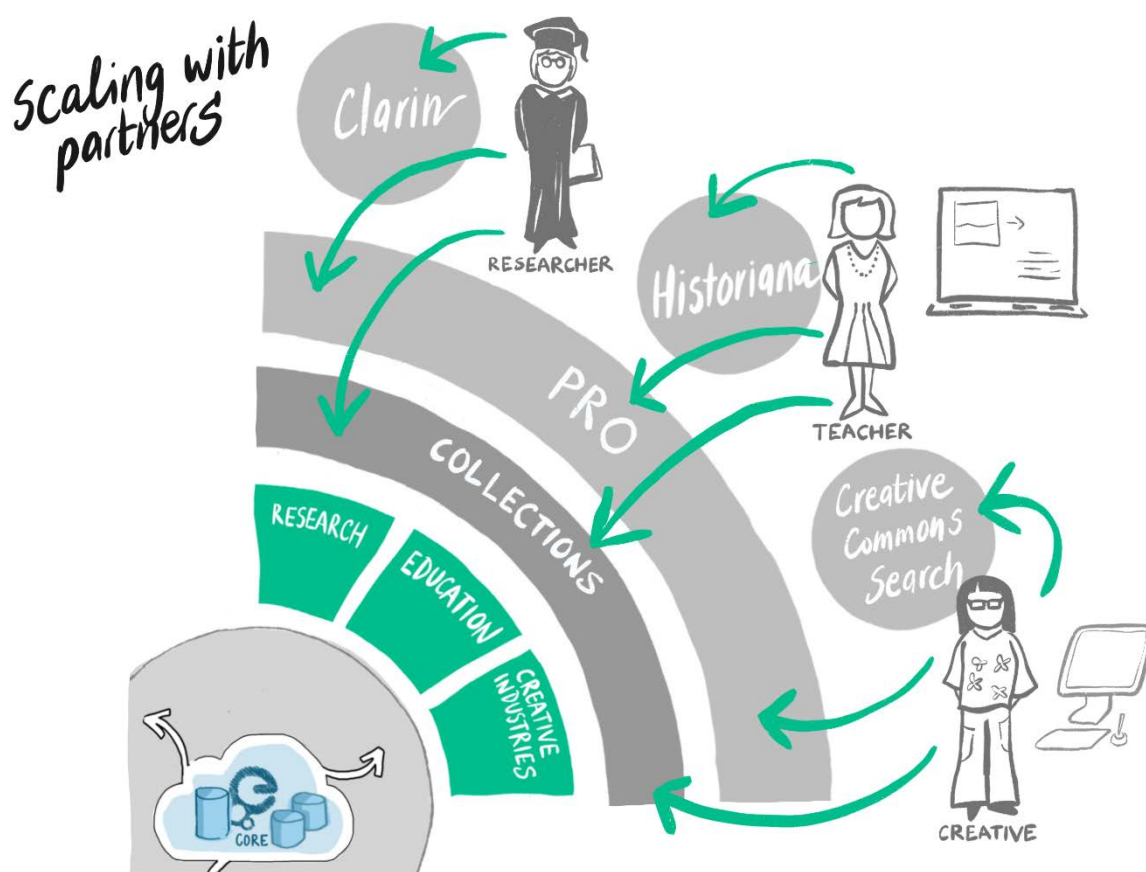 Scaling with
partners
Clarin
RESEARCHER
Historiana
TEACHER
PRO
COLLECTIONS
Creative
Commons
Search
RESEARCH
EDUCATION
CREATIVE
INDUSTRIES
CORE
CREATIVE